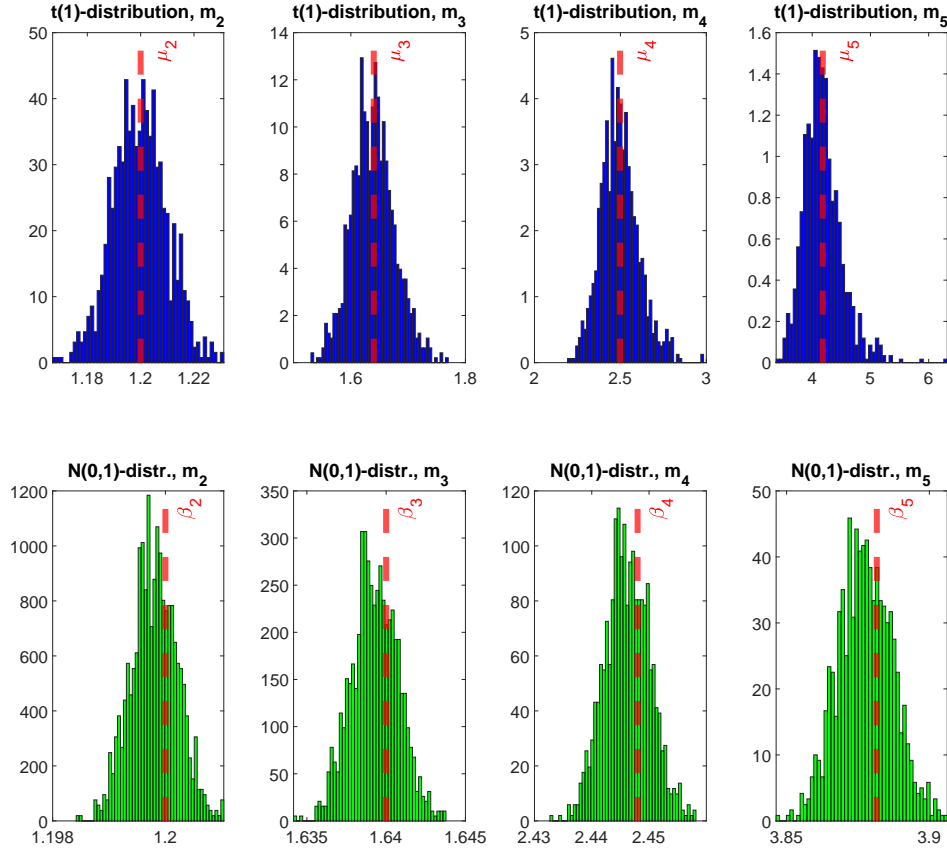 t(1)-distribution, m₂
μ₂
50
40
30
20
10
0
1.18 1.2 1.22
t(1)-distribution, m₃
μ₃
14
12
10
8
6
4
2
0
1.6 1.8
t(1)-distribution, m₄
μ₄
5
4
3
2
1
0
2 2.5 3
t(1)-distribution, m₅
μ₅
1.6
1.4
1.2
1
0.8
0.6
0.4
0.2
0
4 5 6
N(0,1)-distr., m₂
β₂
1200
1000
800
600
400
200
0
1.198 1.2
N(0,1)-distr., m₃
β₃
350
300
250
200
150
100
50
0
1.635 1.64 1.645
N(0,1)-distr., m₄
β₄
120
100
80
60
40
20
0
2.43 2.44 2.45
N(0,1)-distr., m₅
β₅
50
40
30
20
10
0
3.85 3.9